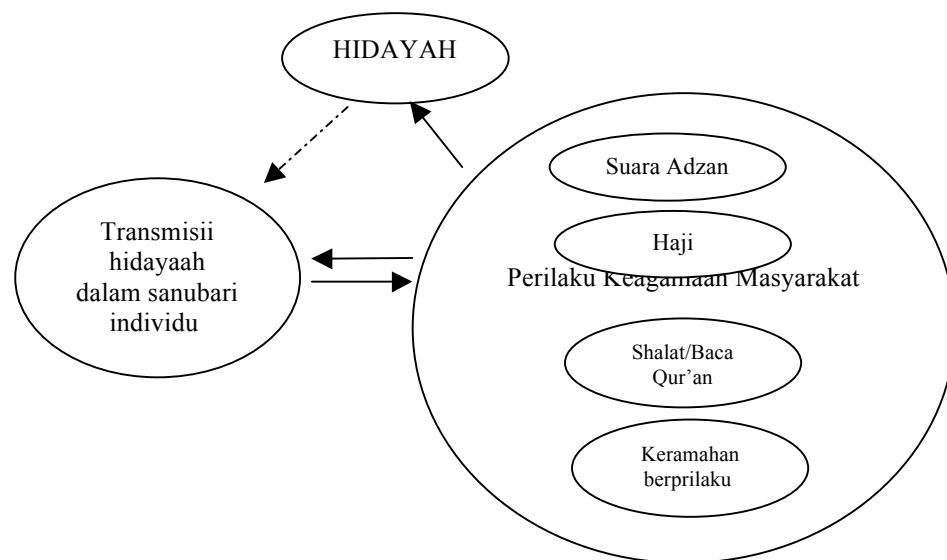 HIDAYAH
Suara Adzan
Transmisii
hidayaah
dalam sanubari
individu
Haji
Perilaku Keagamaan Masyarakat
Shalat/Baca
Qur’an
Keramahan
berprilaku